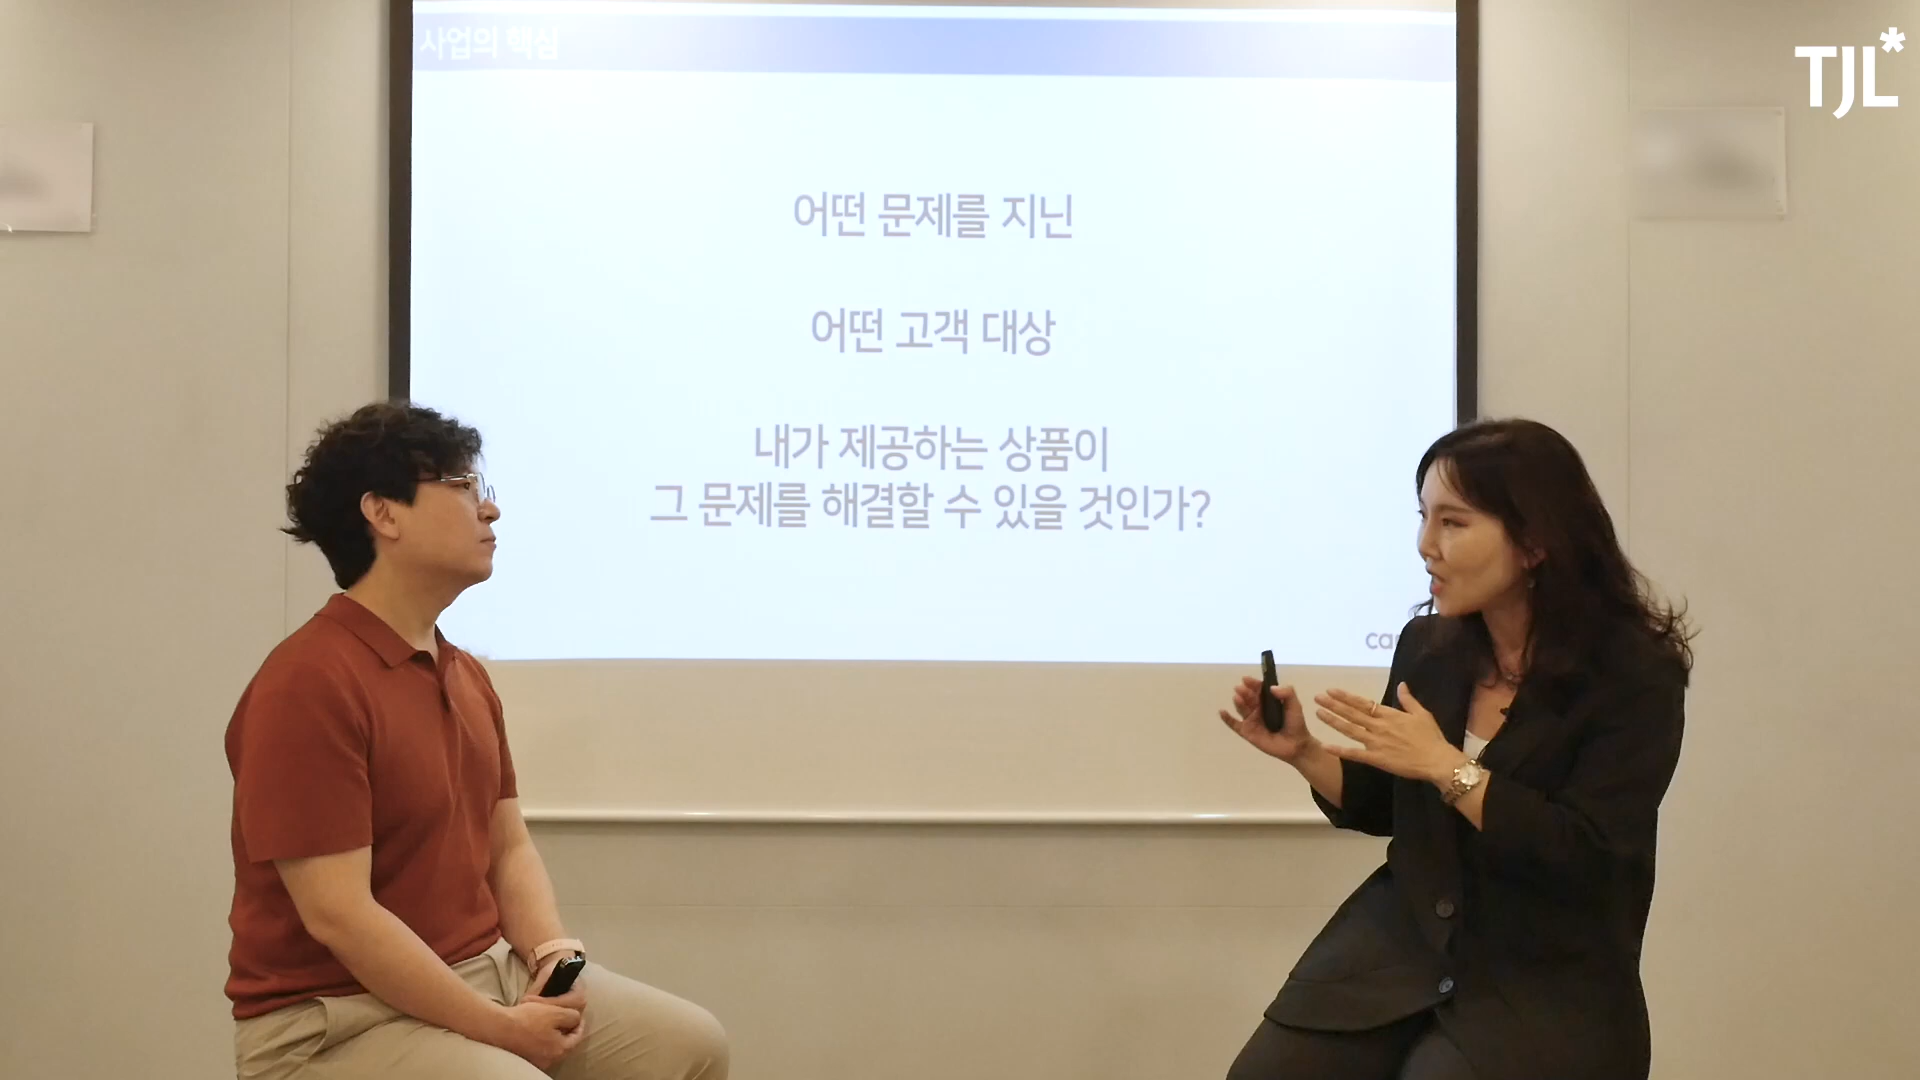 사업의 핵심
TJL*
어떤 문제를 지닌
어떤 고객 대상
내가 제공하는 상품이
그 문제를 해결할 수 있을 것인가?